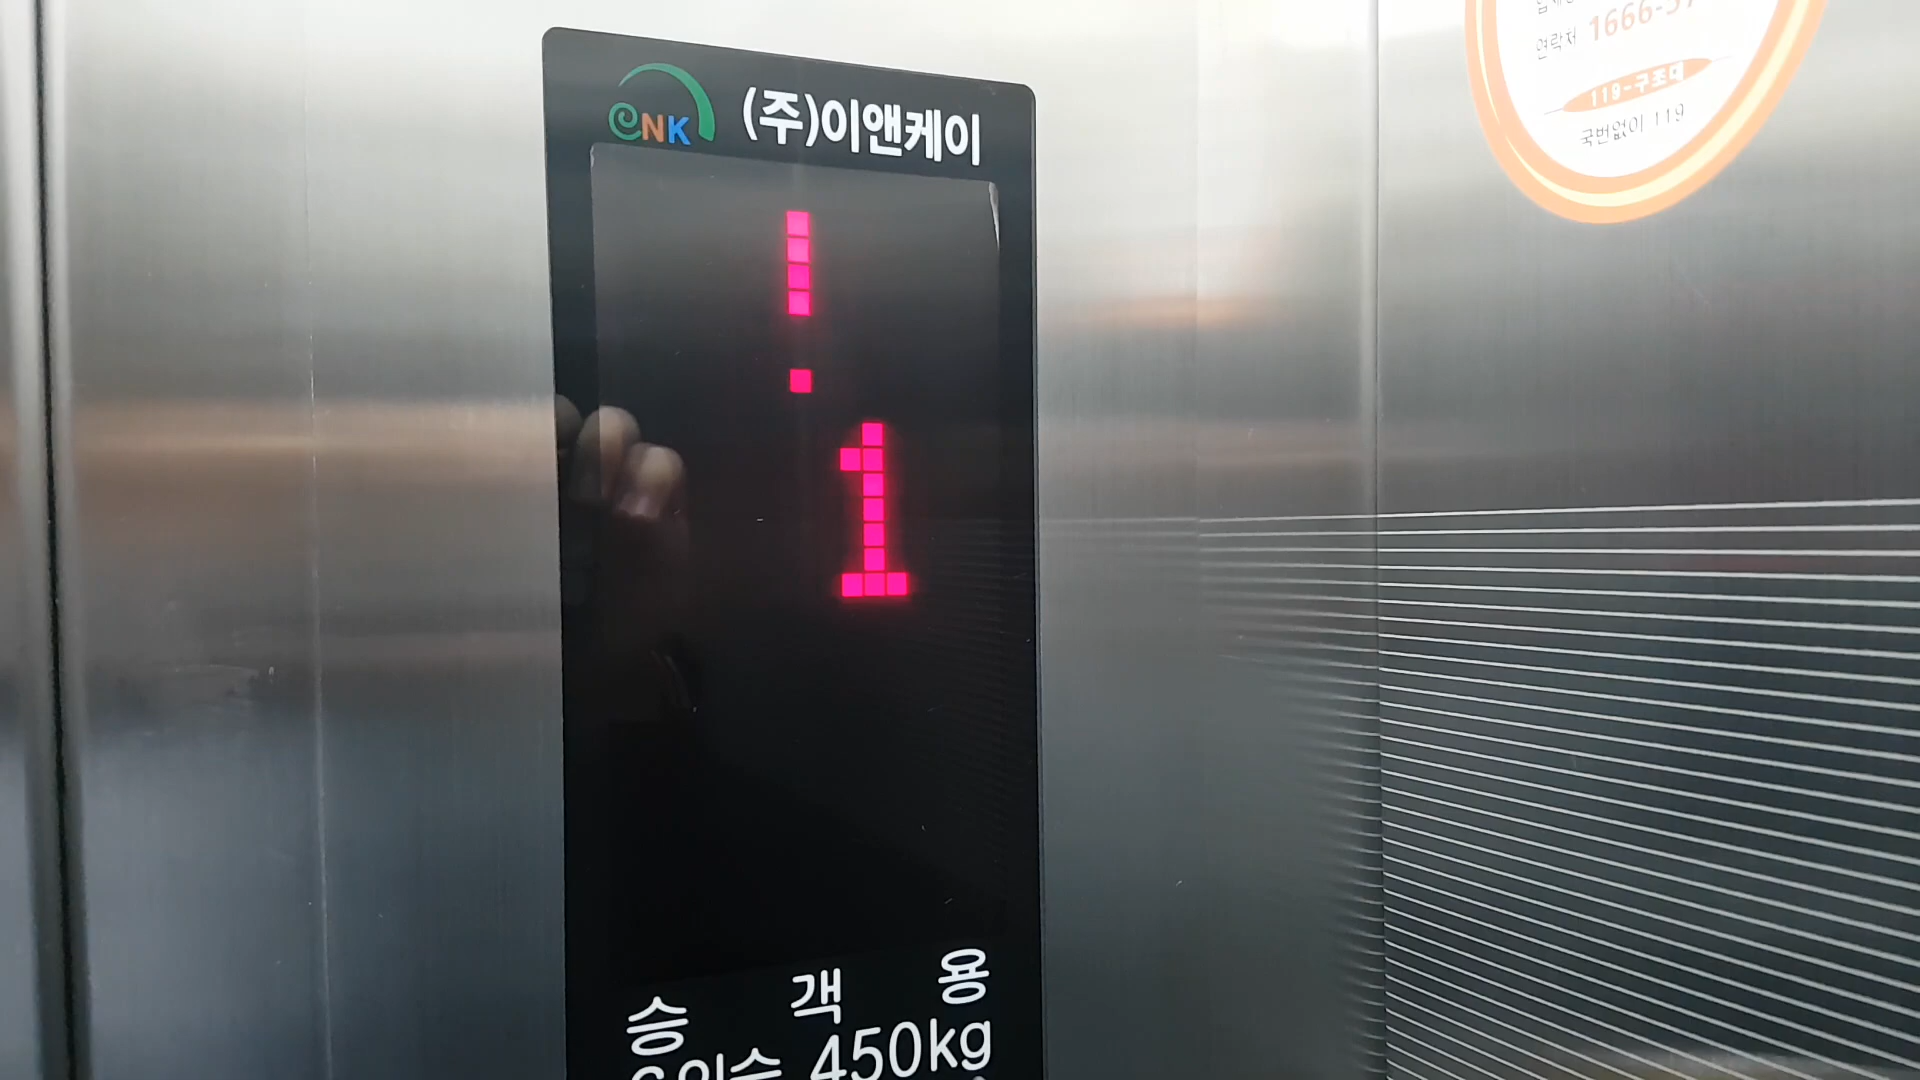 eNK (주)이앤케이
1
승 객 용
450kg
연락처 1666-5
119-구조대
국번없이 119